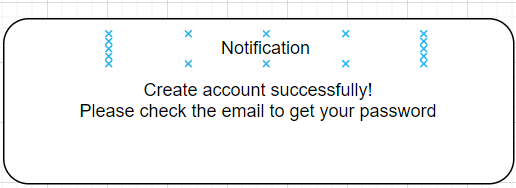 Notification
Create account successfully!
Please check the email to get your password